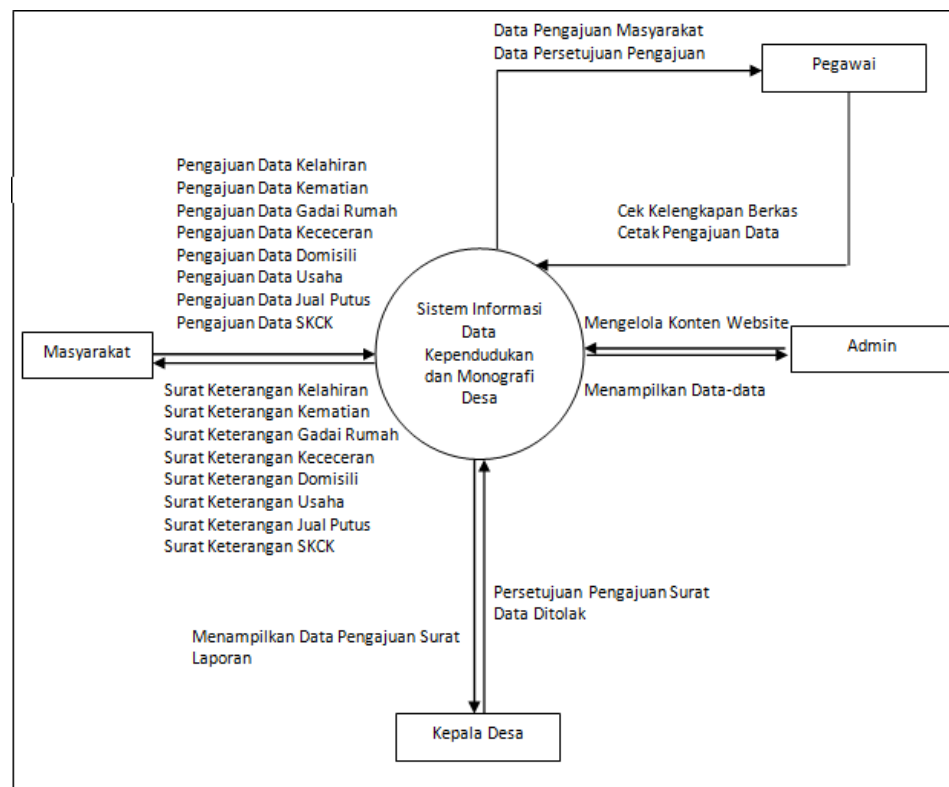 Data Pengajuan Masyarakat
Data Persetujuan Pengajuan
Pegawai
Pengajuan Data Kelahiran
Pengajuan Data Kematian
Pengajuan Data Gadai Rumah
Pengajuan Data Kececeran
Pengajuan Data Domisili
Pengajuan Data Usaha
Pengajuan Data Jual Putus
Pengajuan Data SKCK
Cek Kelengkapan Berkas
Cetak Pengajuan Data
Masyarakat
Sistem Informasi
Data
Kependudukan
dan Monografi
Desa
Mengelola Konten Website
Admin
Menampilkan Data-data
Surat Keterangan Kelahiran
Surat Keterangan Kematian
Surat Keterangan Gadai Rumah
Surat Keterangan Kececeran
Surat Keterangan Domisili
Surat Keterangan Usaha
Surat Keterangan Jual Putus
Surat Keterangan SKCK
Persetujuan Pengajuan Surat
Data Ditolak
Menampilkan Data Pengajuan Surat
Laporan
Kepala Desa